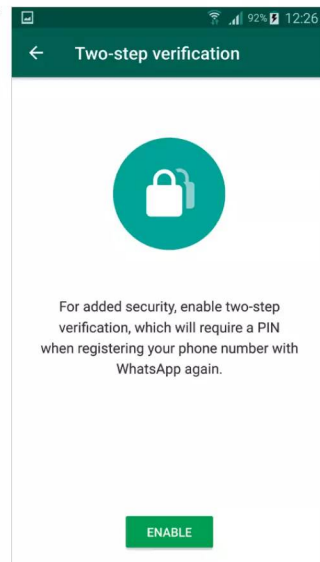 92% 12:26
Two-step verification
For added security, enable two-step
verification, which will require a PIN
when registering your phone number with
WhatsApp again.
ENABLE